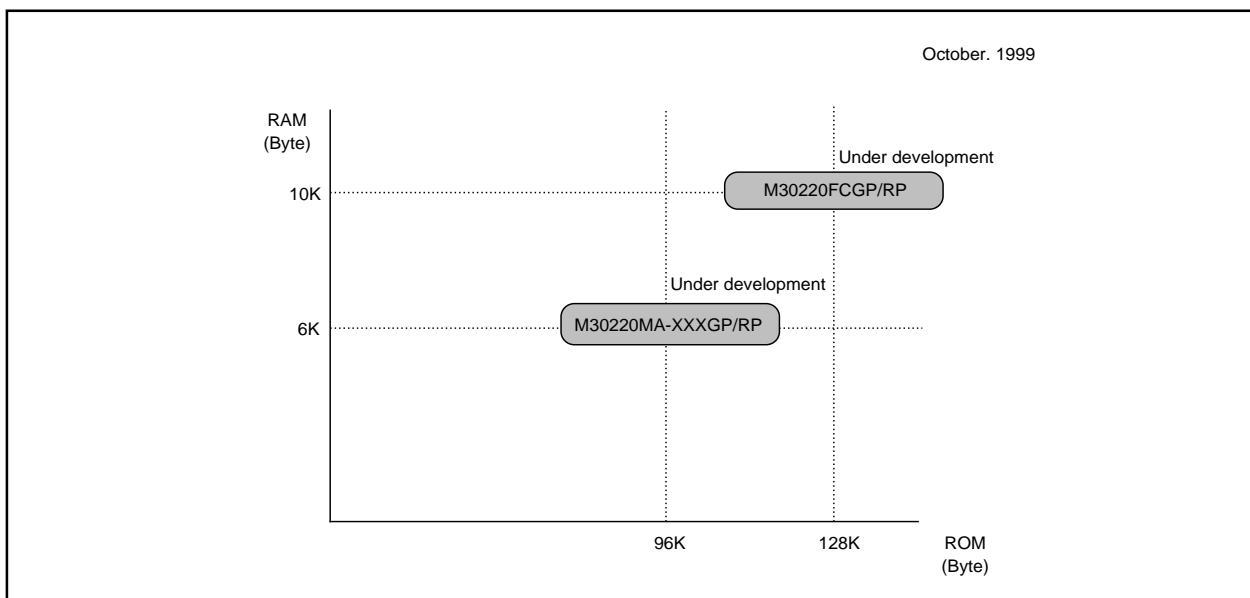 October. 1999
RAM
(Byte)
Under development
M30220FCGP/RP
10K
Under development
M30220MA-XXXGP/RP
6K
96K
128K
ROM
(Byte)